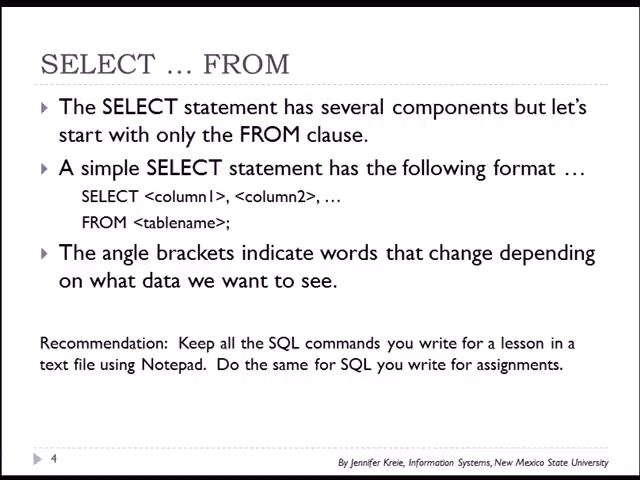 SELECT … FROM
The SELECT statement has several components but let's
start with only the FROM clause.
A simple SELECT statement has the following format …
SELECT <column1>, <column2>, …
FROM <tablename>;
The angle brackets indicate words that change depending
on what data we want to see.
Recommendation: Keep all the SQL commands you write for a lesson in a
text file using Notepad. Do the same for SQL you write for assignments.
4
By Jennifer Kreie, Information Systems, New Mexico State University